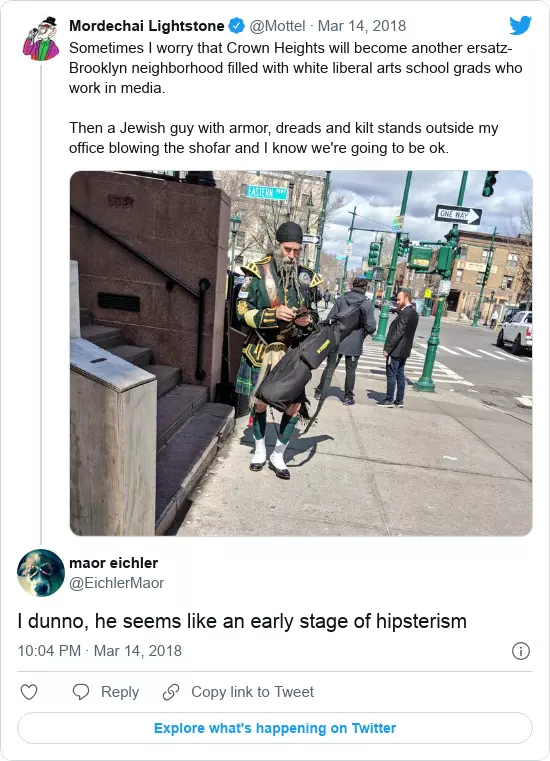 Mordechai Lightstone @Mottel · Mar 14, 2018
Sometimes I worry that Crown Heights will become another ersatz-
Brooklyn neighborhood filled with white liberal arts school grads who
work in media.
Then a Jewish guy with armor, dreads and kilt stands outside my
office blowing the shofar and I know we're going to be ok.
EASTERN PKWY
ONE WAY
maor eichler
@EichlerMaor
I dunno, he seems like an early stage of hipsterism
10:04 PM · Mar 14, 2018
Reply
Copy link to Tweet
Explore what's happening on Twitter